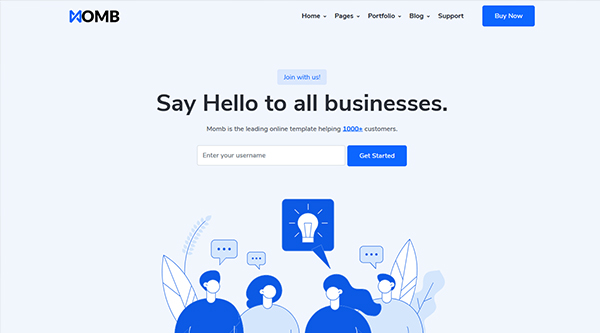 MOMB
Home Pages Portfolio Blog Support Buy Now
Join with us!
Say Hello to all businesses.
Momb is the leading online template helping 1000+ customers.
Enter your username Get Started